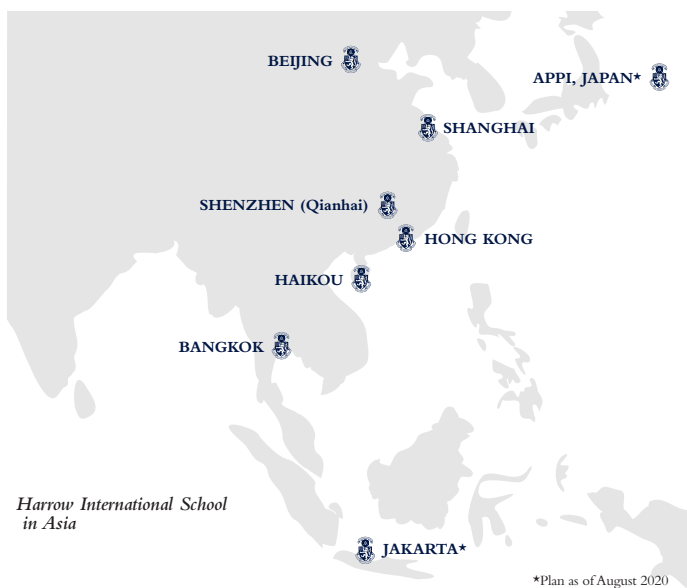 BEIJING
APPI, JAPAN★
SHANGHAI
SHENZHEN (Qianhai)
HONG KONG
HAIKOU
BANGKOK
Harrow International School
in Asia
JAKARTA★
★Plan as of August 2020